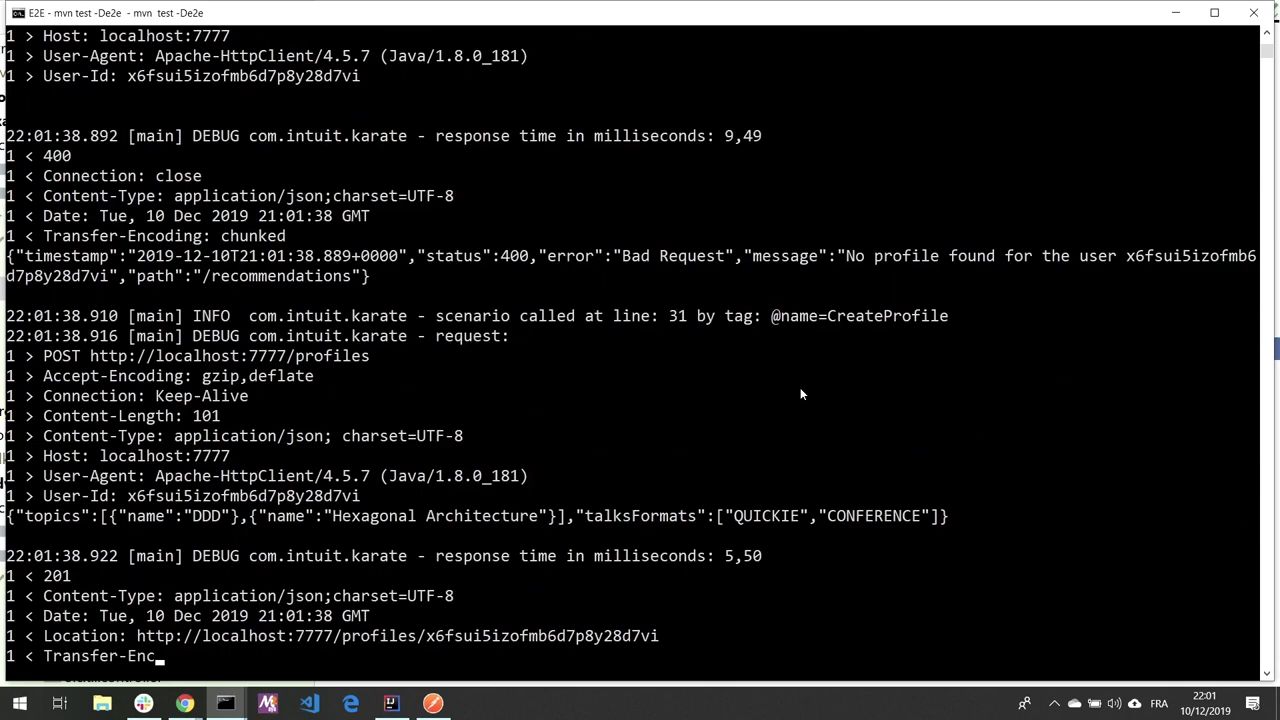 E2E - mvn test -De2e - mvn test -De2e
1 > Host: localhost:7777
1 > User-Agent: Apache-HttpClient/4.5.7 (Java/1.8.0_181)
1 > User-Id: x6fsui5izofmb6d7p8y28d7vi
22:01:38.892 [main] DEBUG com.intuit.karate - response time in milliseconds: 9,49
1 < 400
1 < Connection: close
1 < Content-Type: application/json;charset=UTF-8
1 < Date: Tue, 10 Dec 2019 21:01:38 GMT
1 < Transfer-Encoding: chunked
{"timestamp":"2019-12-10T21:01:38.889+0000","status":400,"error":"Bad Request","message":"No profile found for the user x6fsui5izofmb6
d7p8y28d7vi","path":"/recommendations"}
22:01:38.910 [main] INFO  com.intuit.karate - scenario called at line: 31 by tag: @name=CreateProfile
22:01:38.916 [main] DEBUG com.intuit.karate - request:
1 > POST http://localhost:7777/profiles
1 > Accept-Encoding: gzip,deflate
1 > Connection: Keep-Alive
1 > Content-Length: 101
1 > Content-Type: application/json; charset=UTF-8
1 > Host: localhost:7777
1 > User-Agent: Apache-HttpClient/4.5.7 (Java/1.8.0_181)
1 > User-Id: x6fsui5izofmb6d7p8y28d7vi
{"topics":[{"name":"DDD"},{"name":"Hexagonal Architecture"}],"talksFormats":["QUICKIE","CONFERENCE"]}
22:01:38.922 [main] DEBUG com.intuit.karate - response time in milliseconds: 5,50
1 < 201
1 < Content-Type: application/json;charset=UTF-8
1 < Date: Tue, 10 Dec 2019 21:01:38 GMT
1 < Location: http://localhost:7777/profiles/x6fsui5izofmb6d7p8y28d7vi
1 < Transfer-Enc
FRA
22:01
10/12/2019